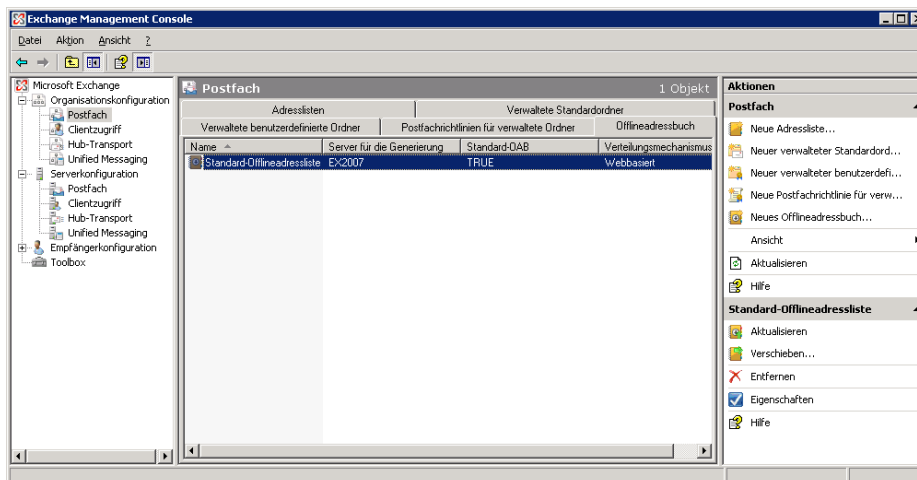 Exchange Management Console
Datei Aktion Ansicht ?
Microsoft Exchange
Organisationskonfiguration
Postfach
Clientzugriff
Hub-Transport
Unified Messaging
Serverkonfiguration
Postfach
Clientzugriff
Hub-Transport
Unified Messaging
Empfängerkonfiguration
Toolbox
Postfach 1 Objekt
Adresslisten Verwaltete Standardordner
Verwaltete benutzerdefinierte Ordner Postfachrichtlinien für verwaltete Ordner Offlineadressbuch
Name Server für die Generierung Standard-OAB Verteilungsmechanismus
Standard-Offlineadressliste EX2007 TRUE Webbasiert
Aktionen
Postfach
Neue Adressliste...
Neuer verwalteter Standardord...
Neuer verwalteter benutzerdefi...
Neue Postfachrichtlinie für verw...
Neues Offlineadressbuch...
Ansicht
Aktualisieren
Hilfe
Standard-Offlineadressliste
Aktualisieren
Verschieben...
Entfernen
Eigenschaften
Hilfe